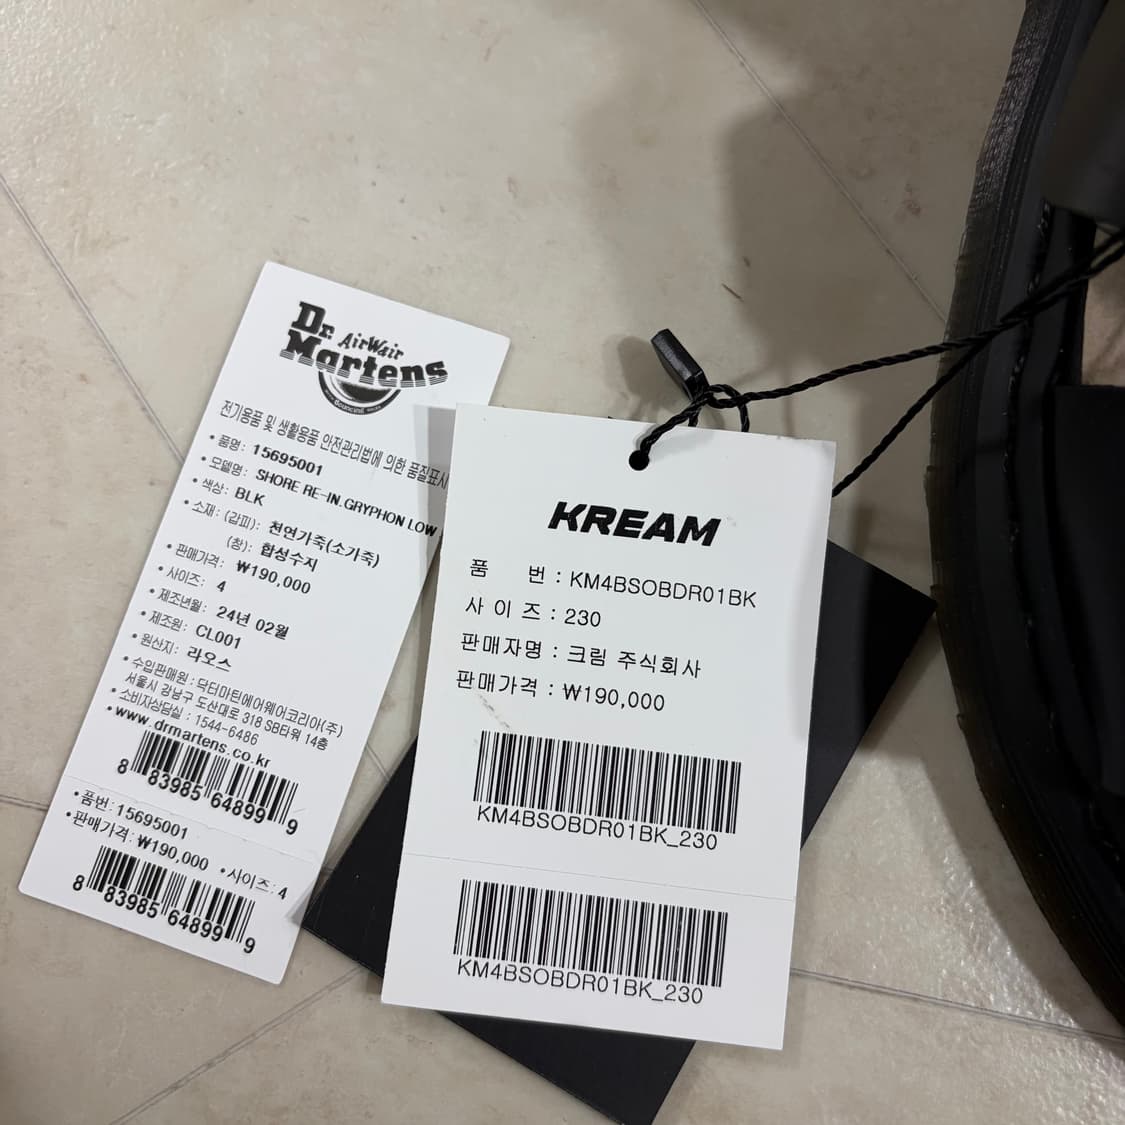 Dr. AirWair
Martens
전기용품 및 생활용품 안전관리법에 의한 품질표시
• 품명: 15695001
• 모델명: SHORE RE-IN.GRYPHON LOW
• 색상: BLK
• 소재: (갑피): 천연가죽(소가죽)
(창): 합성수지
• 판매가격: ₩190,000
• 사이즈: 4
• 제조년월: 24년 02월
• 제조원: CL001
• 원산지: 라오스
• 수입판매원: 닥터마틴에어웨어코리아(주)
서울시 강남구 도산대로 318 SB타워 14층
• 소비자상담실 : 1544-6486
• www.drmartens.co.kr
8 83985 64899 9
• 품번: 15695001
• 판매가격: ₩190,000 • 사이즈: 4
8 83985 64899 9
KREAM
품 번 : KM4BSOBDR01BK
사 이 즈 : 230
판매자명 : 크림 주식회사
판매가격 : ₩190,000
KM4BSOBDR01BK_230
KM4BSOBDR01BK_230